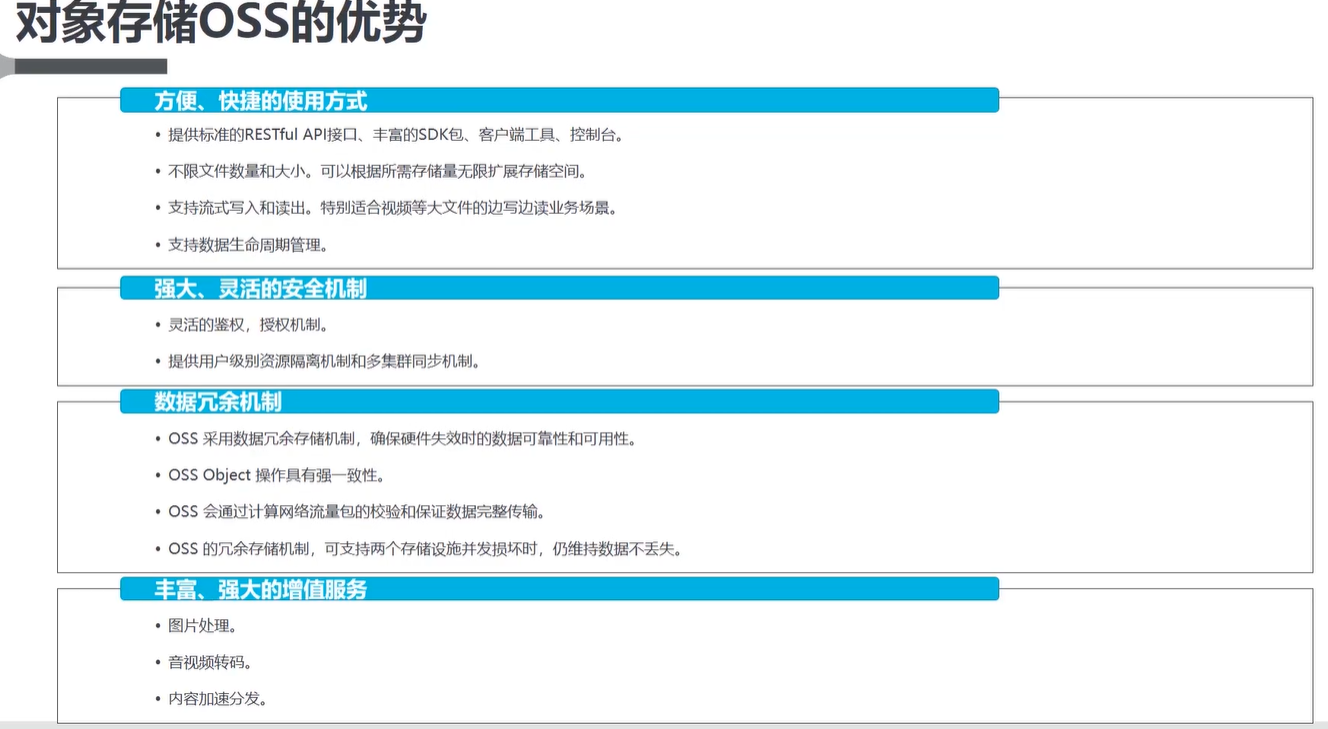 对象存储OSS的优势
方便、快捷的使用方式
• 提供标准的RESTful API接口、丰富的SDK包、客户端工具、控制台。
• 不限文件数量和大小。可以根据所需存储量无限扩展存储空间。
• 支持流式写入和读出。特别适合视频等大文件的边写边读业务场景。
• 支持数据生命周期管理。
强大、灵活的安全机制
• 灵活的鉴权，授权机制。
• 提供用户级别资源隔离机制和多集群同步机制。
数据冗余机制
• OSS 采用数据冗余存储机制，确保硬件失效时的数据可靠性和可用性。
• OSS Object 操作具有强一致性。
• OSS 会通过计算网络流量包的校验和保证数据完整传输。
• OSS 的冗余存储机制，可支持两个存储设施并发损坏时，仍维持数据不丢失。
丰富、强大的增值服务
• 图片处理。
• 音视频转码。
• 内容加速分发。